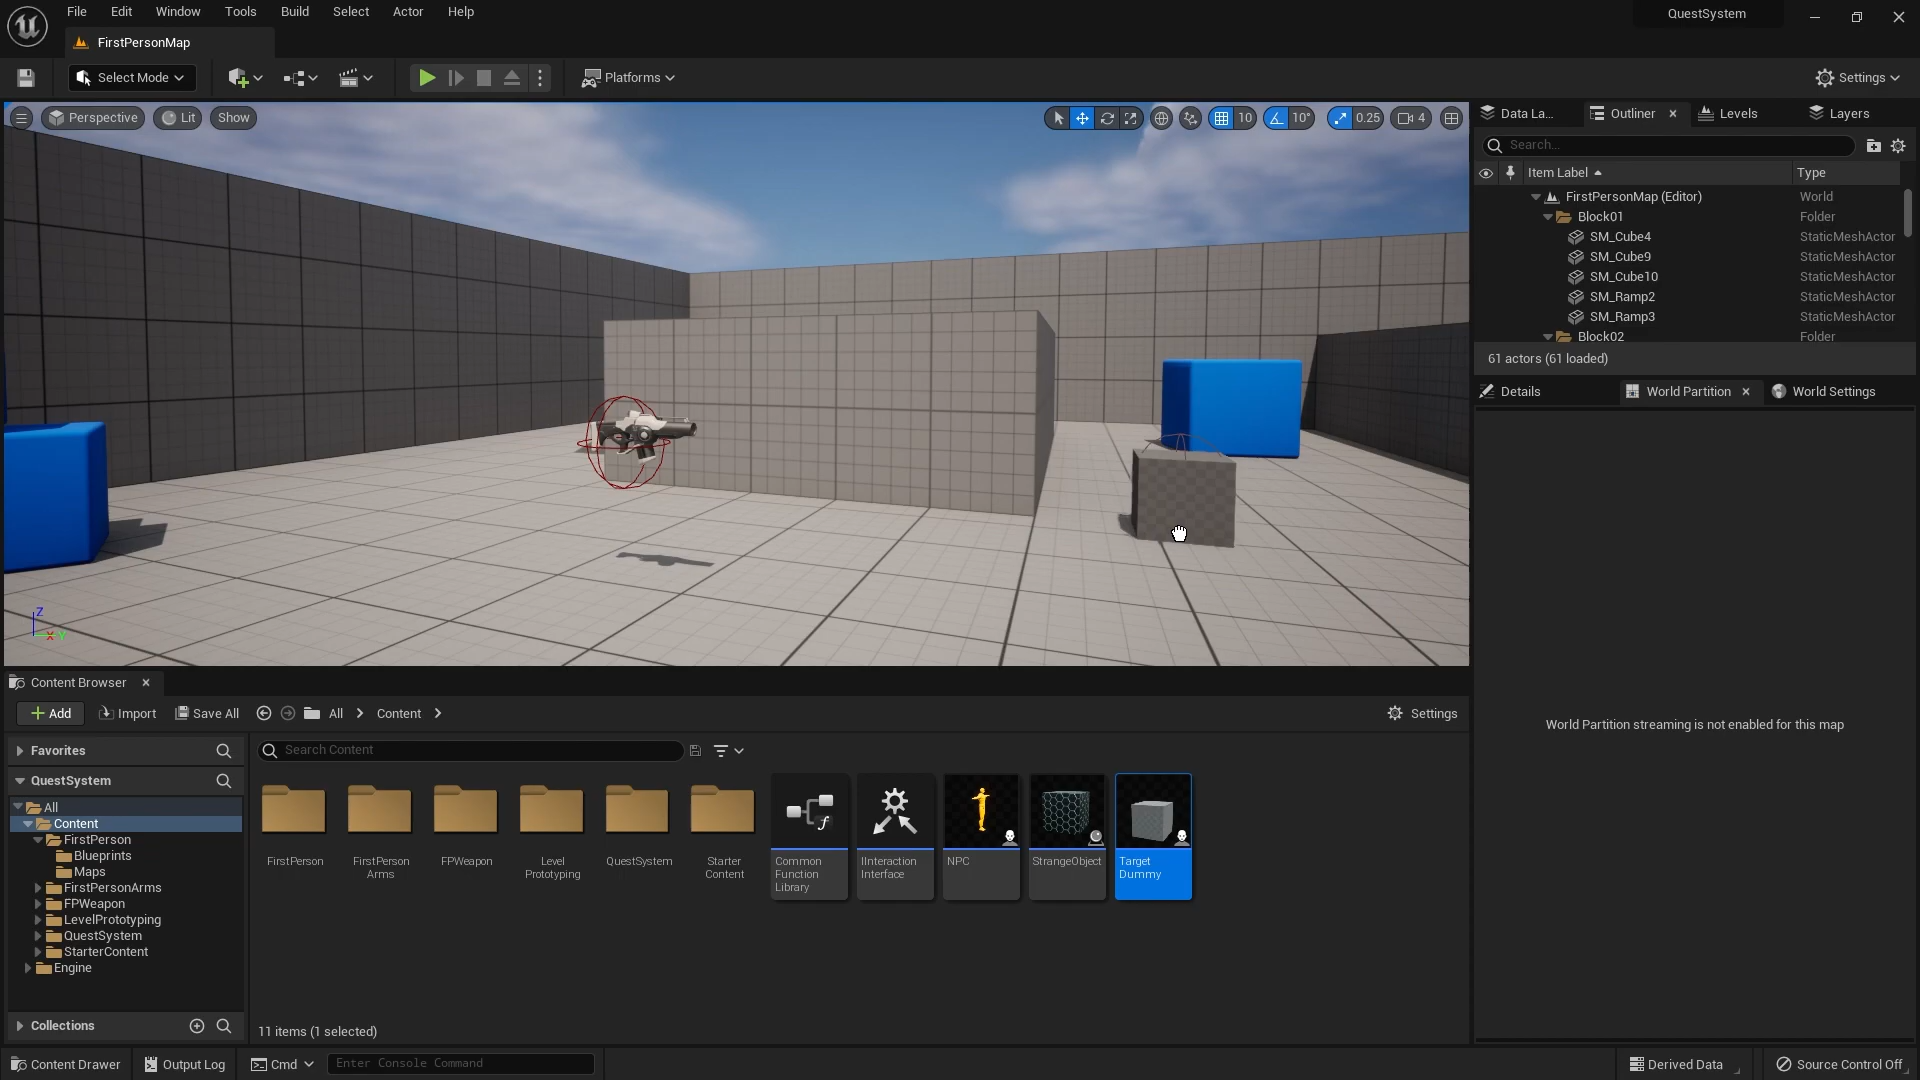 File Edit Window Tools Build Select Actor Help QuestSystem
FirstPersonMap
Select Mode Platforms Settings
Perspective Lit Show 10 10° 0.25 4
Data La... Outliner Levels Layers
Search...
Item Label Type
FirstPersonMap (Editor) World
Block01 Folder
SM_Cube4 StaticMeshActor
SM_Cube9 StaticMeshActor
SM_Cube10 StaticMeshActor
SM_Ramp2 StaticMeshActor
SM_Ramp3 StaticMeshActor
Block02 Folder
61 actors (61 loaded)
Details World Partition World Settings
World Partition streaming is not enabled for this map
Z
X Y
Content Browser
Add Import Save All All Content Settings
Favorites
QuestSystem
All
Content
FirstPerson
Blueprints
Maps
FirstPersonArms
FPWeapon
LevelPrototyping
QuestSystem
StarterContent
Engine
Collections
Search Content
FirstPerson
FirstPerson
Arms
FPWeapon
Level
Prototyping
QuestSystem
Starter
Content
Common
Function
Library
IInteraction
Interface
NPC
StrangeObject
Target
Dummy
11 items (1 selected)
Content Drawer Output Log Cmd Enter Console Command Derived Data Source Control Off